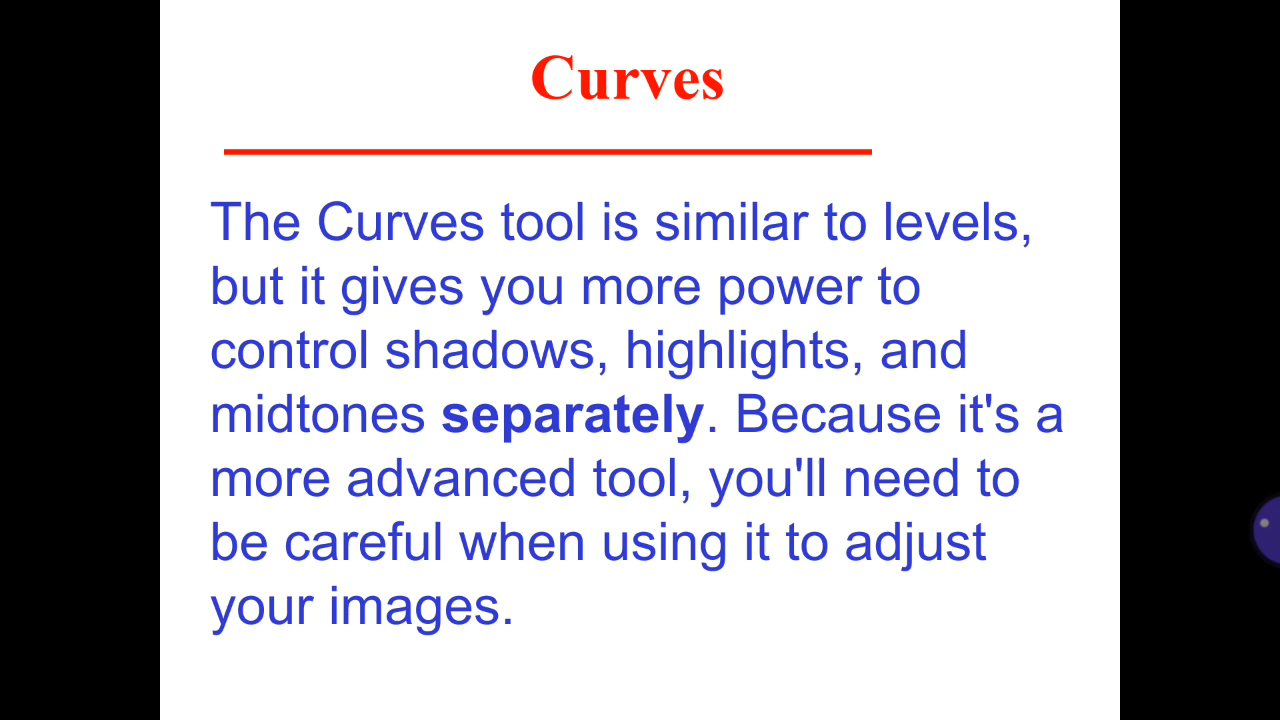 Curves
The Curves tool is similar to levels,
but it gives you more power to
control shadows, highlights, and
midtones separately. Because it's a
more advanced tool, you'll need to
be careful when using it to adjust
your images.